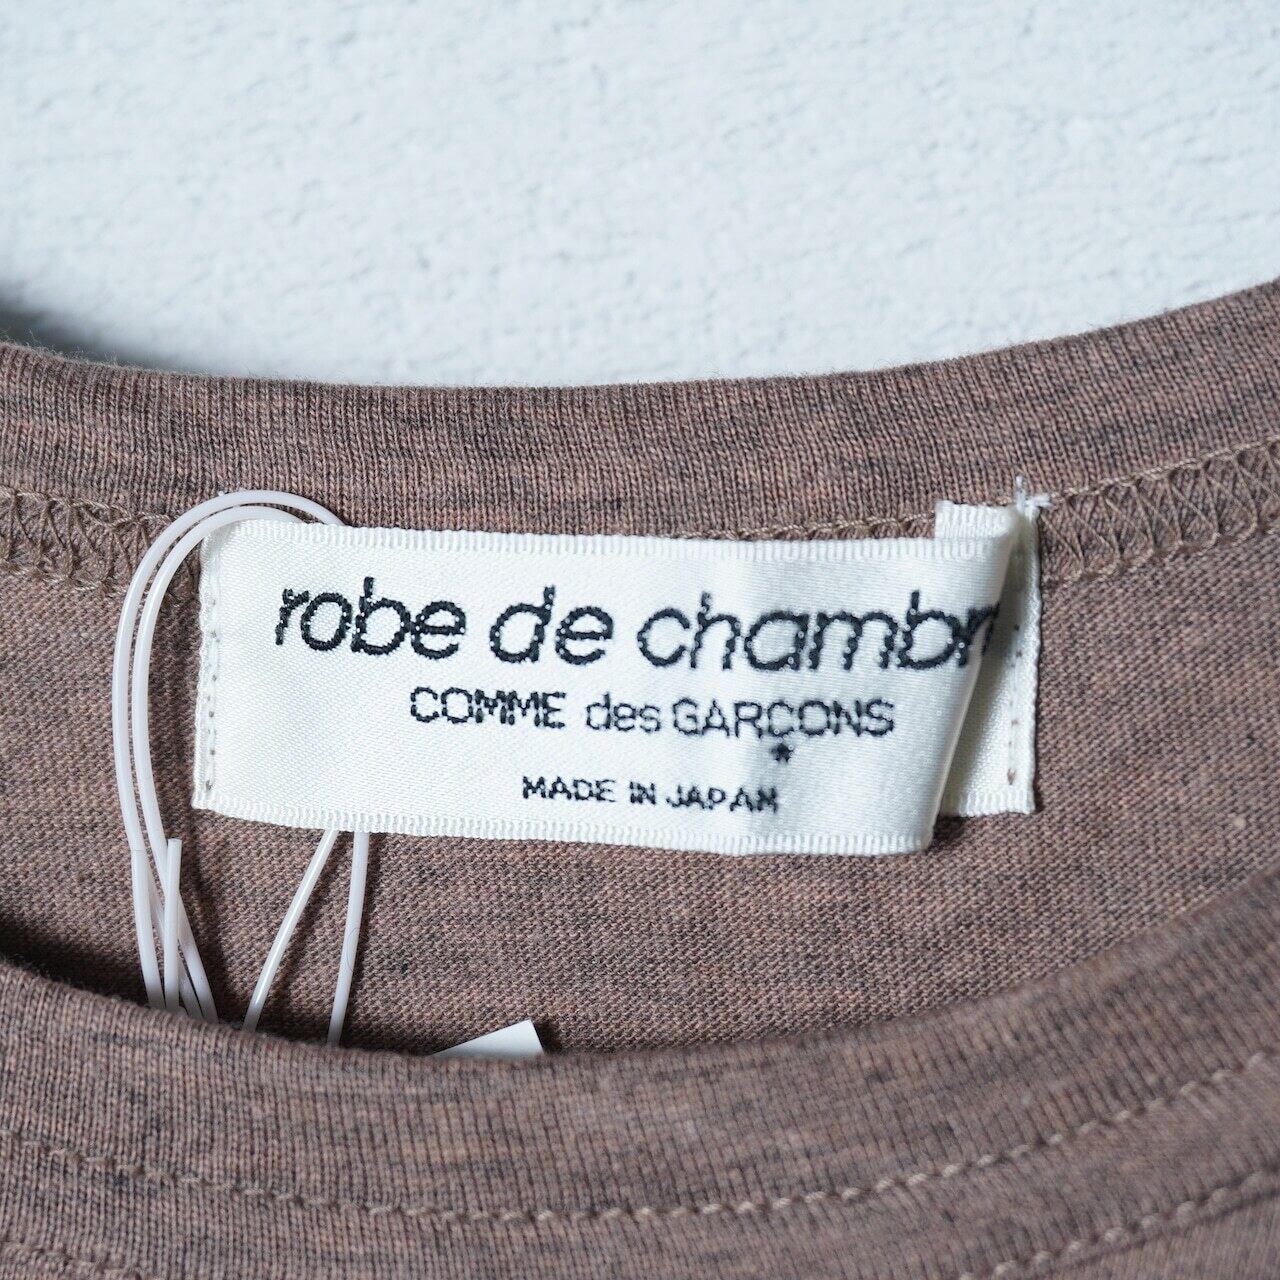 robe de chambr
COMME des GARÇONS
*
MADE IN JAPAN